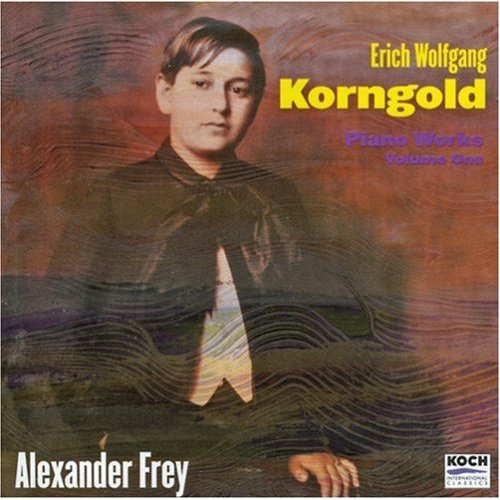 Erich Wolfgang
Korngold
Piano Works
Volume One
Alexander Frey
KOCH
INTERNATIONAL
CLASSICS